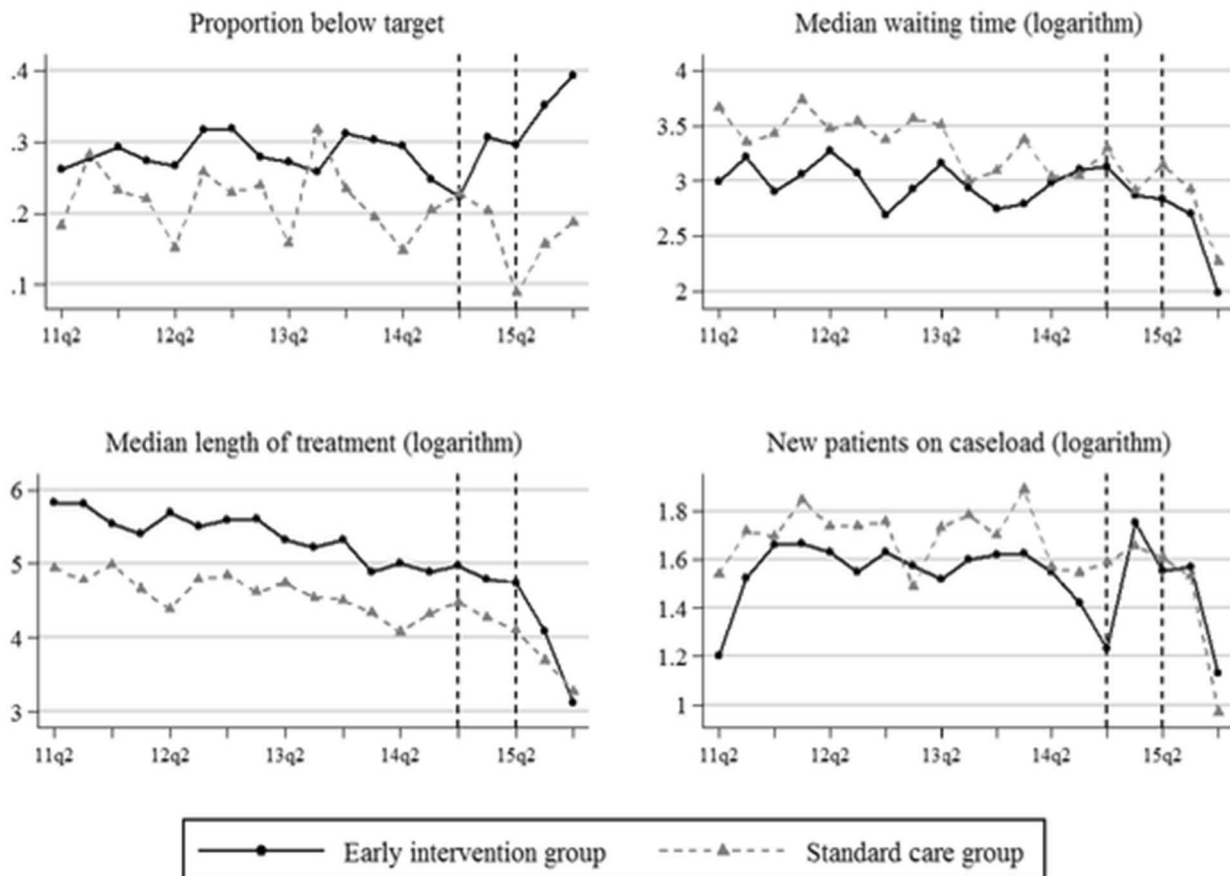 Proportion below target
.4
.3
.2
.1
11q2 12q2 13q2 14q2 15q2
Median waiting time (logarithm)
4
3.5
3
2.5
2
11q2 12q2 13q2 14q2 15q2
Median length of treatment (logarithm)
6
5
4
3
11q2 12q2 13q2 14q2 15q2
New patients on caseload (logarithm)
1.8
1.6
1.4
1.2
1
11q2 12q2 13q2 14q2 15q2
Early intervention group Standard care group